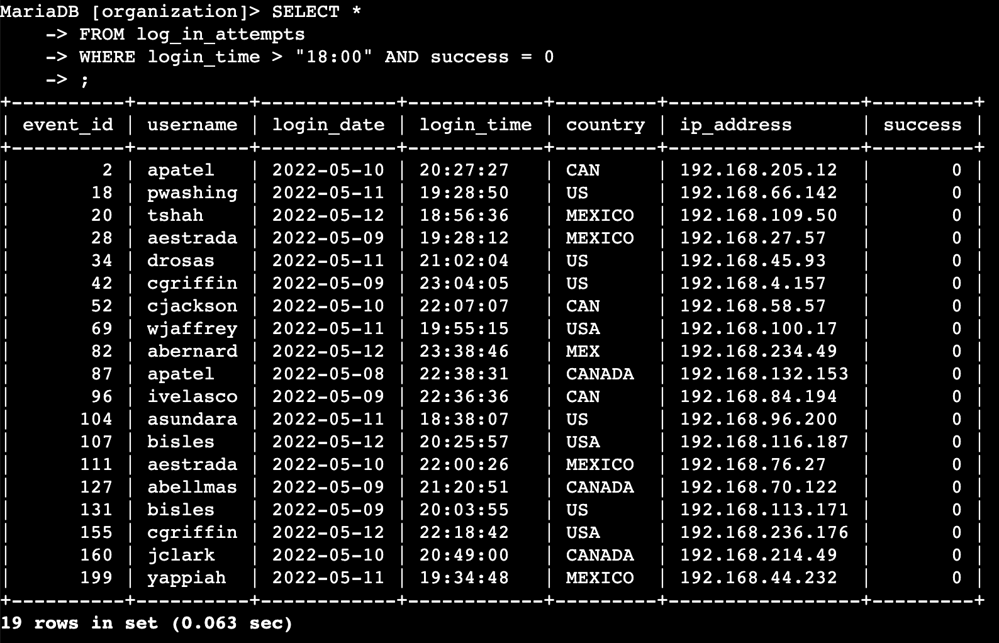 MariaDB [organization]> SELECT *
    -> FROM log_in_attempts
    -> WHERE login_time > "18:00" AND success = 0
    -> ;
+----------+----------+------------+------------+---------+-----------------+---------+
| event_id | username | login_date | login_time | country | ip_address      | success |
+----------+----------+------------+------------+---------+-----------------+---------+
|        2 | apatel   | 2022-05-10 | 20:27:27   | CAN     | 192.168.205.12  |       0 |
|       18 | pwashing | 2022-05-11 | 19:28:50   | US      | 192.168.66.142  |       0 |
|       20 | tshah    | 2022-05-12 | 18:56:36   | MEXICO  | 192.168.109.50  |       0 |
|       28 | aestrada | 2022-05-09 | 19:28:12   | MEXICO  | 192.168.27.57   |       0 |
|       34 | drosas   | 2022-05-11 | 21:02:04   | US      | 192.168.45.93   |       0 |
|       42 | cgriffin | 2022-05-09 | 23:04:05   | US      | 192.168.4.157   |       0 |
|       52 | cjackson | 2022-05-10 | 22:07:07   | CAN     | 192.168.58.57   |       0 |
|       69 | wjaffrey | 2022-05-11 | 19:55:15   | USA     | 192.168.100.17  |       0 |
|       82 | abernard | 2022-05-12 | 23:38:46   | MEX     | 192.168.234.49  |       0 |
|       87 | apatel   | 2022-05-08 | 22:38:31   | CANADA  | 192.168.132.153 |       0 |
|       96 | ivelasco | 2022-05-09 | 22:36:36   | CAN     | 192.168.84.194  |       0 |
|      104 | asundara | 2022-05-11 | 18:38:07   | US      | 192.168.96.200  |       0 |
|      107 | bisles   | 2022-05-12 | 20:25:57   | USA     | 192.168.116.187 |       0 |
|      111 | aestrada | 2022-05-10 | 22:00:26   | MEXICO  | 192.168.76.27   |       0 |
|      127 | abellmas | 2022-05-09 | 21:20:51   | CANADA  | 192.168.70.122  |       0 |
|      131 | bisles   | 2022-05-09 | 20:03:55   | US      | 192.168.113.171 |       0 |
|      155 | cgriffin | 2022-05-12 | 22:18:42   | USA     | 192.168.236.176 |       0 |
|      160 | jclark   | 2022-05-10 | 20:49:00   | CANADA  | 192.168.214.49  |       0 |
|      199 | yappiah  | 2022-05-11 | 19:34:48   | MEXICO  | 192.168.44.232  |       0 |
+----------+----------+------------+------------+---------+-----------------+---------+
19 rows in set (0.063 sec)